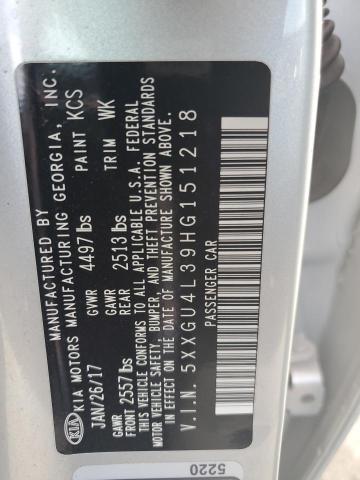 MANUFACTURED BY
KIA KIA MOTORS MANUFACTURING GEORGIA, INC.
JAN/26/17 PAINT KCS
GVWR 4497 lbs TRIM WK
GAWR FRONT 2557 lbs GAWR REAR 2513 lbs
THIS VEHICLE CONFORMS TO ALL APPLICABLE U.S.A. FEDERAL
MOTOR VEHICLE SAFETY, BUMPER, AND THEFT PREVENTION STANDARDS
IN EFFECT ON THE DATE OF MANUFACTURE SHOWN ABOVE.
V.I.N. 5XXGU4L39HG151218
PASSENGER CAR
5220